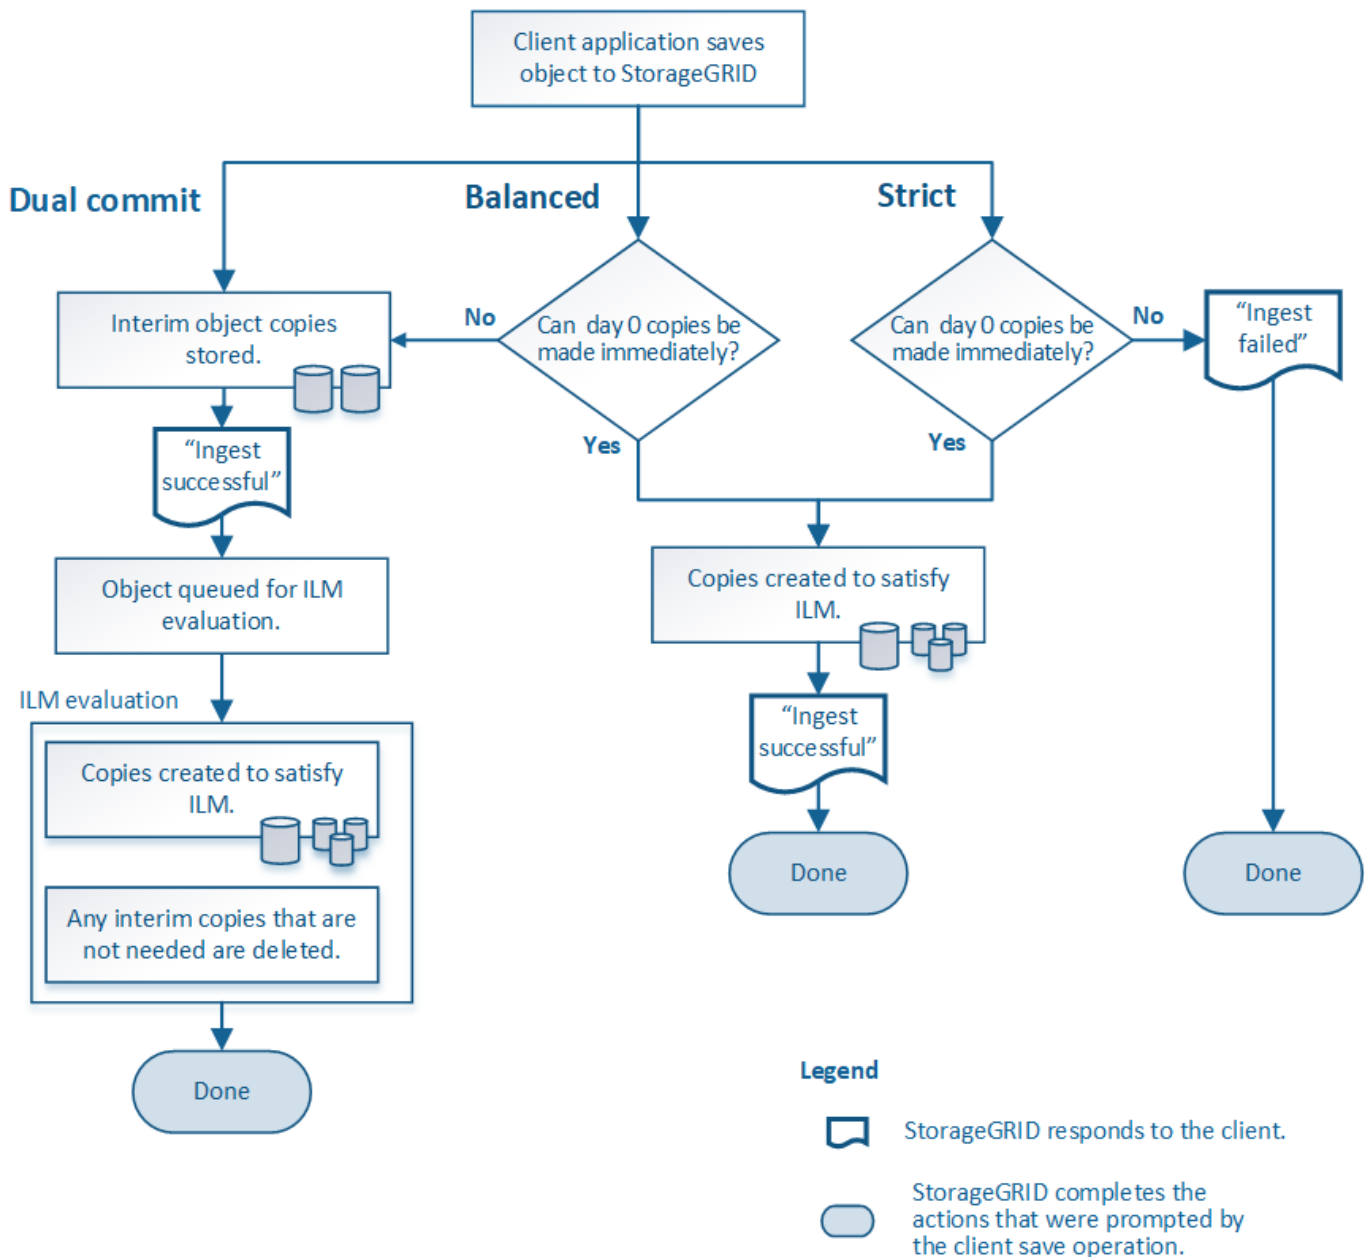 Client application saves
object to StorageGRID
Dual commit
Balanced
Strict
Interim object copies
stored.
No
Can day 0 copies be
made immediately?
Yes
Can day 0 copies be
made immediately?
No
Yes
“Ingest
failed”
“Ingest
successful”
Object queued for ILM
evaluation.
ILM evaluation
Copies created to satisfy
ILM.
Any interim copies that are
not needed are deleted.
Done
Copies created to satisfy
ILM.
“Ingest
successful”
Done
Done
Legend
StorageGRID responds to the client.
StorageGRID completes the
actions that were prompted by
the client save operation.